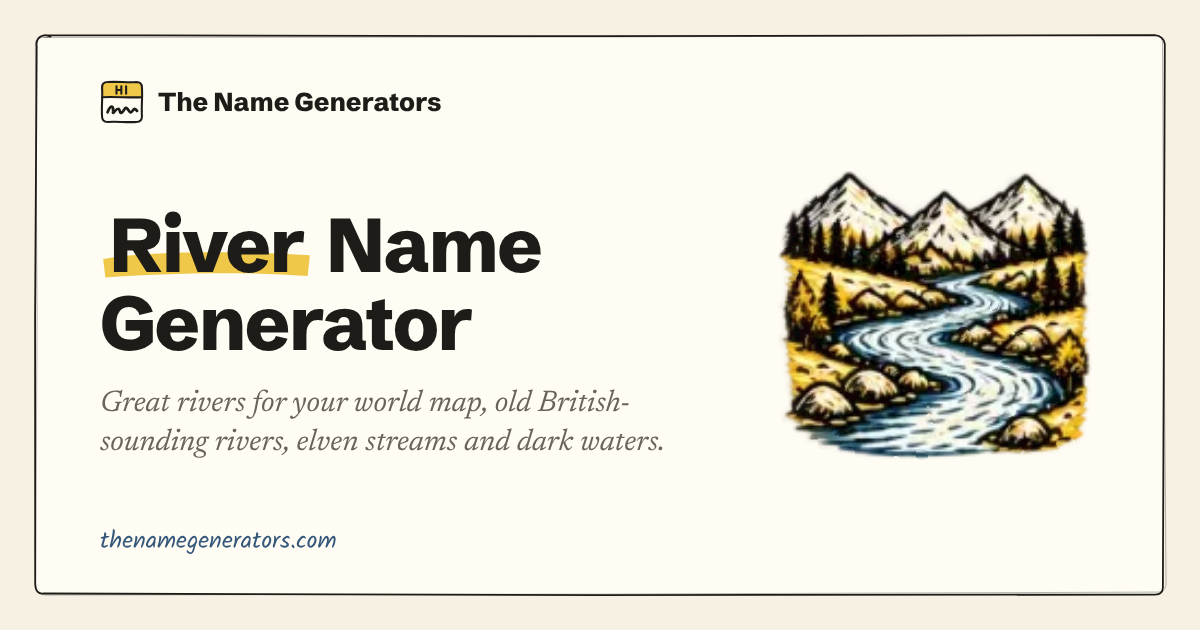 HI
The Name Generators
River Name
Generator
Great rivers for your world map, old British-
sounding rivers, elven streams and dark waters.
thenamegenerators.com